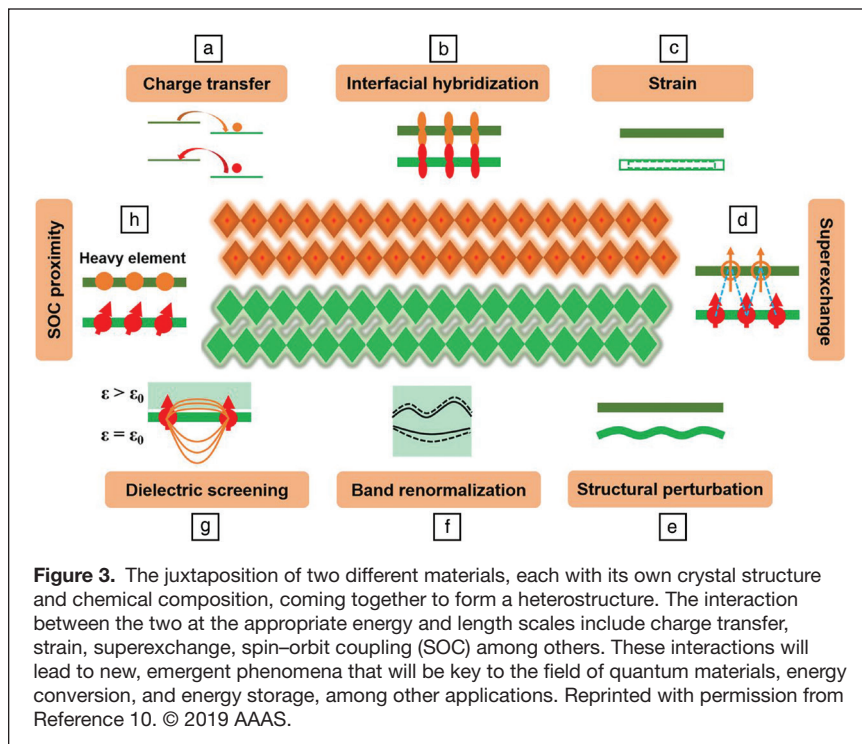 a
Charge transfer
b
Interfacial hybridization
c
Strain
h
SOC proximity
Heavy element
d
Superexchange
ε > ε₀
ε = ε₀
Dielectric screening
g
Band renormalization
f
Structural perturbation
e
Figure 3. The juxtaposition of two different materials, each with its own crystal structure
and chemical composition, coming together to form a heterostructure. The interaction
between the two at the appropriate energy and length scales include charge transfer,
strain, superexchange, spin–orbit coupling (SOC) among others. These interactions will
lead to new, emergent phenomena that will be key to the field of quantum materials, energy
conversion, and energy storage, among other applications. Reprinted with permission from
Reference 10. © 2019 AAAS.